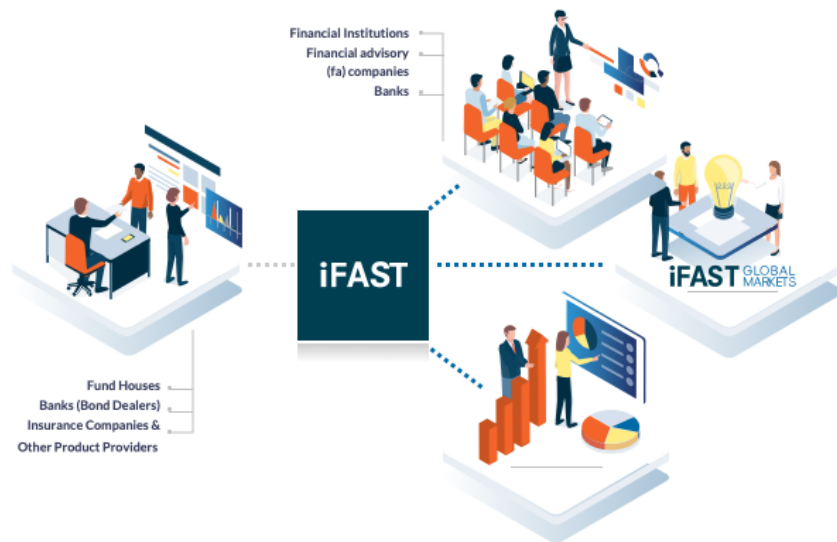 Financial Institutions
Financial advisory
(fa) companies
Banks
iFAST
iFAST GLOBAL
MARKETS
Fund Houses
Banks (Bond Dealers)
Insurance Companies &
Other Product Providers